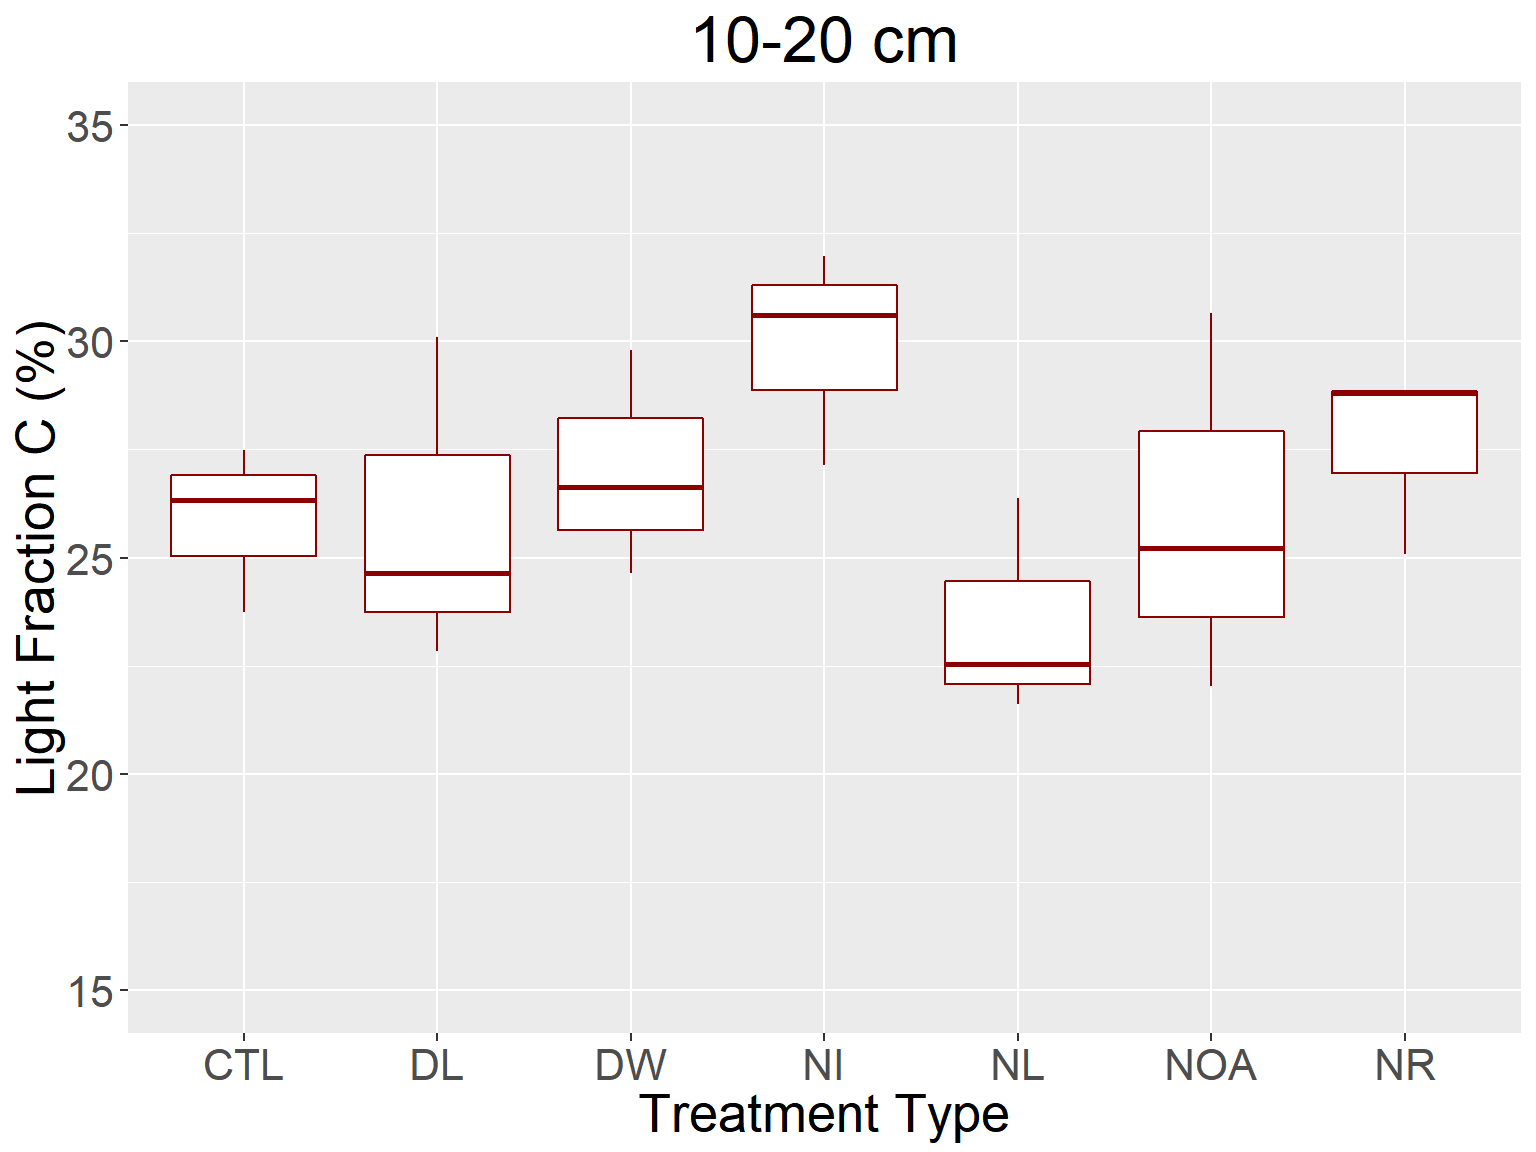 10-20 cm
Light Fraction C (%)
35
30
25
20
15
CTL DL DW NI NL NOA NR
Treatment Type